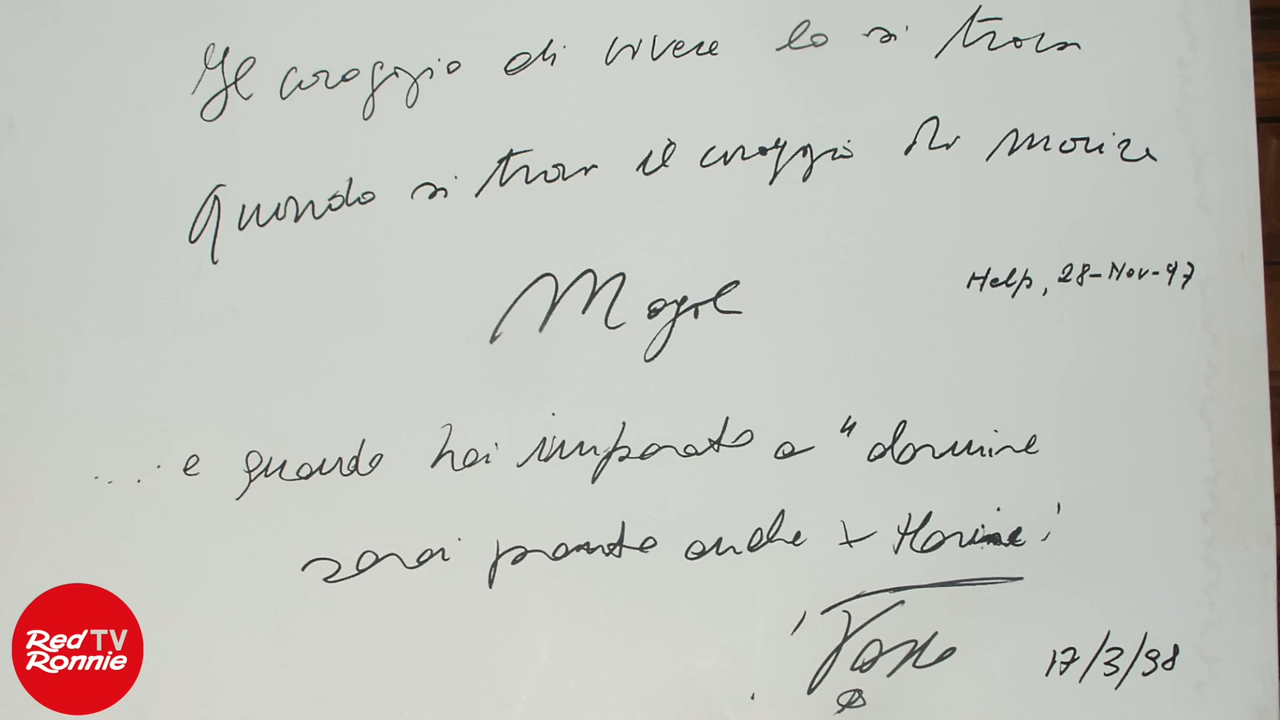 Il coraggio di vivere lo si trova
Quando si trova il coraggio di morire
Mogol
Help, 28-Nov-97
.... e quando hai imparato a "dormire
sarai pronto anche x Morire'
Vasco
17/3/98
Red TV
Ronnie